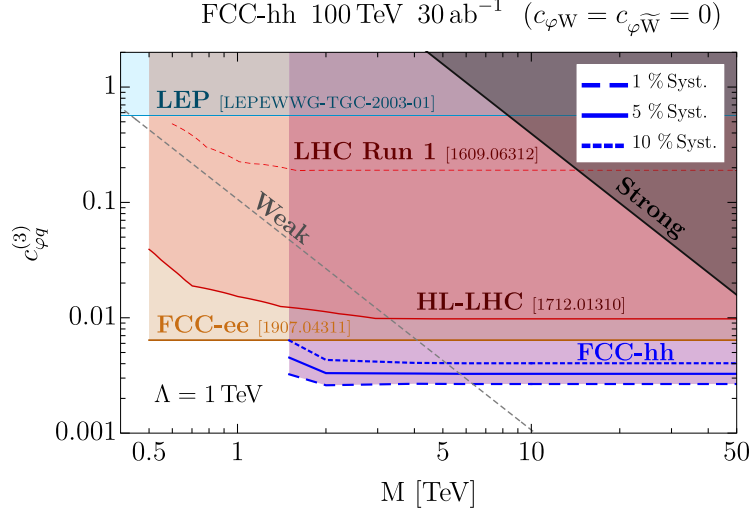 FCC-hh 100 TeV 30 ab⁻¹ (c_φW = c_φW̃ = 0)
1 % Syst.
5 % Syst.
10 % Syst.
LEP [LEPEWWG-TGC-2003-01]
LHC Run 1 [1609.06312]
Weak
Strong
HL-LHC [1712.01310]
FCC-ee [1907.04311]
FCC-hh
Λ = 1 TeV
c_φq^(3)
1
0.1
0.01
0.001
0.5 1 5 10 50
M [TeV]